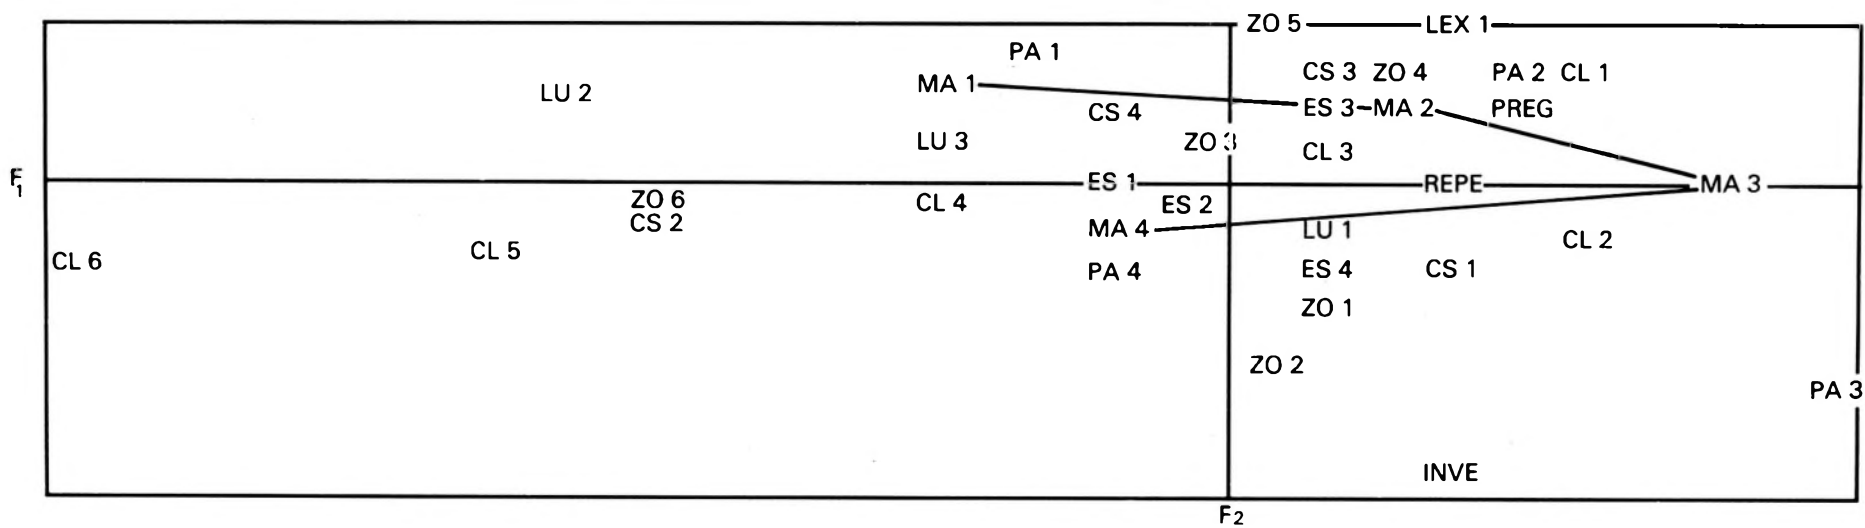 ZO 5 LEX 1
PA 1
CS 3 ZO 4 PA 2 CL 1
MA 1
LU 2
ES 3 MA 2 PREG
CS 4
LU 3 ZO 3
CL 3
F1 ES 1 REPE MA 3
ZO 6 CL 4 ES 2
CS 2
MA 4 LU 1
CL 2
CL 5
CL 6
PA 4 ES 4 CS 1
ZO 1
ZO 2
PA 3
INVE
F2